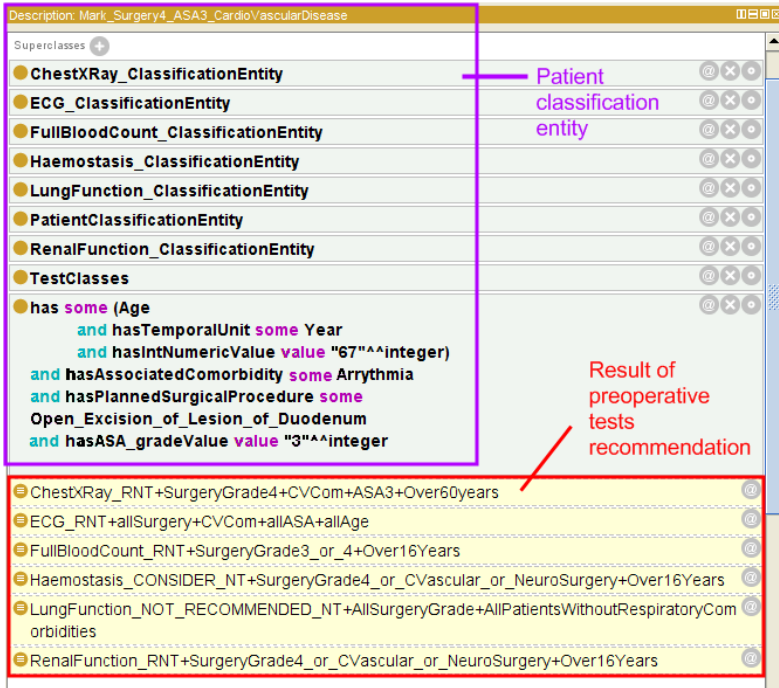 Description: Mark_Surgery4_ASA3_CardioVascularDisease
Superclasses
ChestXRay_ClassificationEntity
Patient
classification
entity
ECG_ClassificationEntity
FullBloodCount_ClassificationEntity
Haemostasis_ClassificationEntity
LungFunction_ClassificationEntity
PatientClassificationEntity
RenalFunction_ClassificationEntity
TestClasses
has some (Age
and hasTemporalUnit some Year
and hasIntNumericValue value "67"^^integer)
and hasAssociatedComorbidity some Arrythmia
and hasPlannedSurgicalProcedure some
Open_Excision_of_Lesion_of_Duodenum
and hasASA_gradeValue value "3"^^integer
Result of
preoperative
tests
recommendation
ChestXRay_RNT+SurgeryGrade4+CVCom+ASA3+Over60years
ECG_RNT+allSurgery+CVCom+allASA+allAge
FullBloodCount_RNT+SurgeryGrade3_or_4+Over16Years
Haemostasis_CONSIDER_NT+SurgeryGrade4_or_CVascular_or_NeuroSurgery+Over16Years
LungFunction_NOT_RECOMMENDED_NT+AllSurgeryGrade+AllPatientsWithoutRespiratoryCom
orbidities
RenalFunction_RNT+SurgeryGrade4_or_CVascular_or_NeuroSurgery+Over16Years